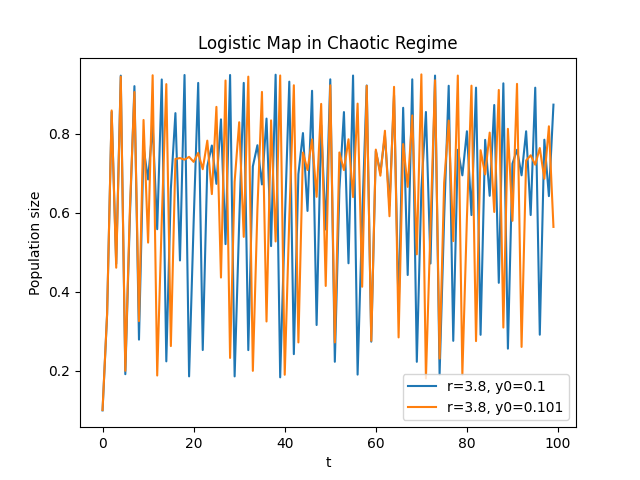 Logistic Map in Chaotic Regime
Population size
0.8
0.6
0.4
0.2
0
20
40
60
80
100
t
r=3.8, y0=0.1
r=3.8, y0=0.101